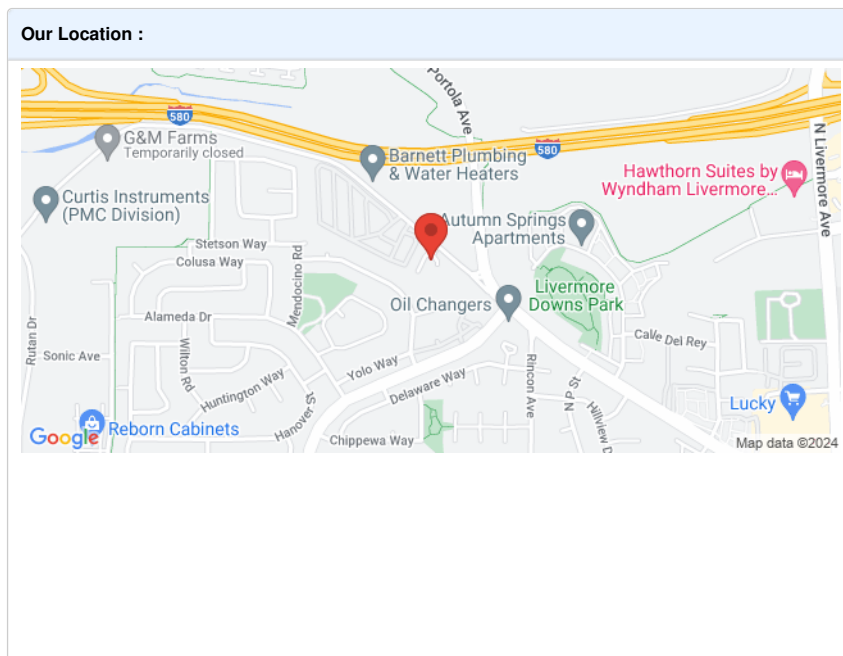 Our Location :
Portola Ave
580
580
G&M Farms
Temporarily closed
Barnett Plumbing
& Water Heaters
N Livermore Ave
Hawthorn Suites by
Wyndham Livermore...
Curtis Instruments
(PMC Division)
Autumn Springs
Apartments
Stetson Way
Colusa Way
Mendocino Rd
Livermore
Downs Park
Oil Changers
Alameda Dr
Rutan Dr
Sonic Ave
Wilton Rd
Calle Del Rey
Yolo Way
Delaware Way
Huntington Way
Rincon Ave
N P St
Hanover St
Hillview D
Lucky
Reborn Cabinets
Chippewa Way
Google
Map data ©2024